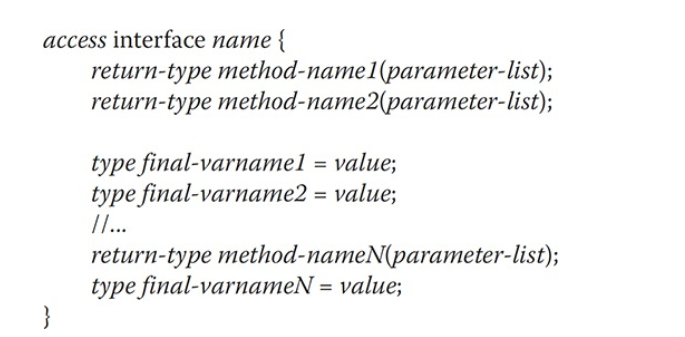 access interface name {
return-type method-name1(parameter-list);
return-type method-name2(parameter-list);
type final-varname1 = value;
type final-varname2 = value;
//...
return-type method-nameN(parameter-list);
type final-varnameN = value;
}